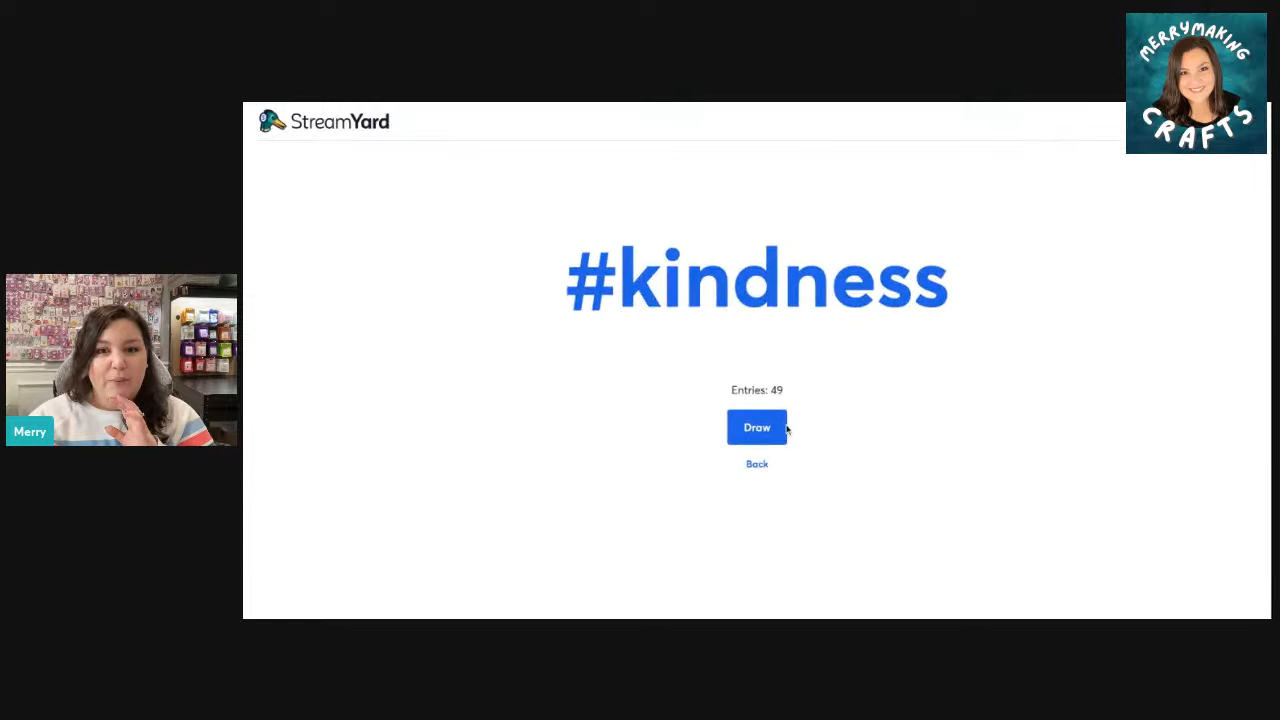 MERRYMAKING
CRAFTS
StreamYard
#kindness
Entries: 49
Draw
Back
Merry